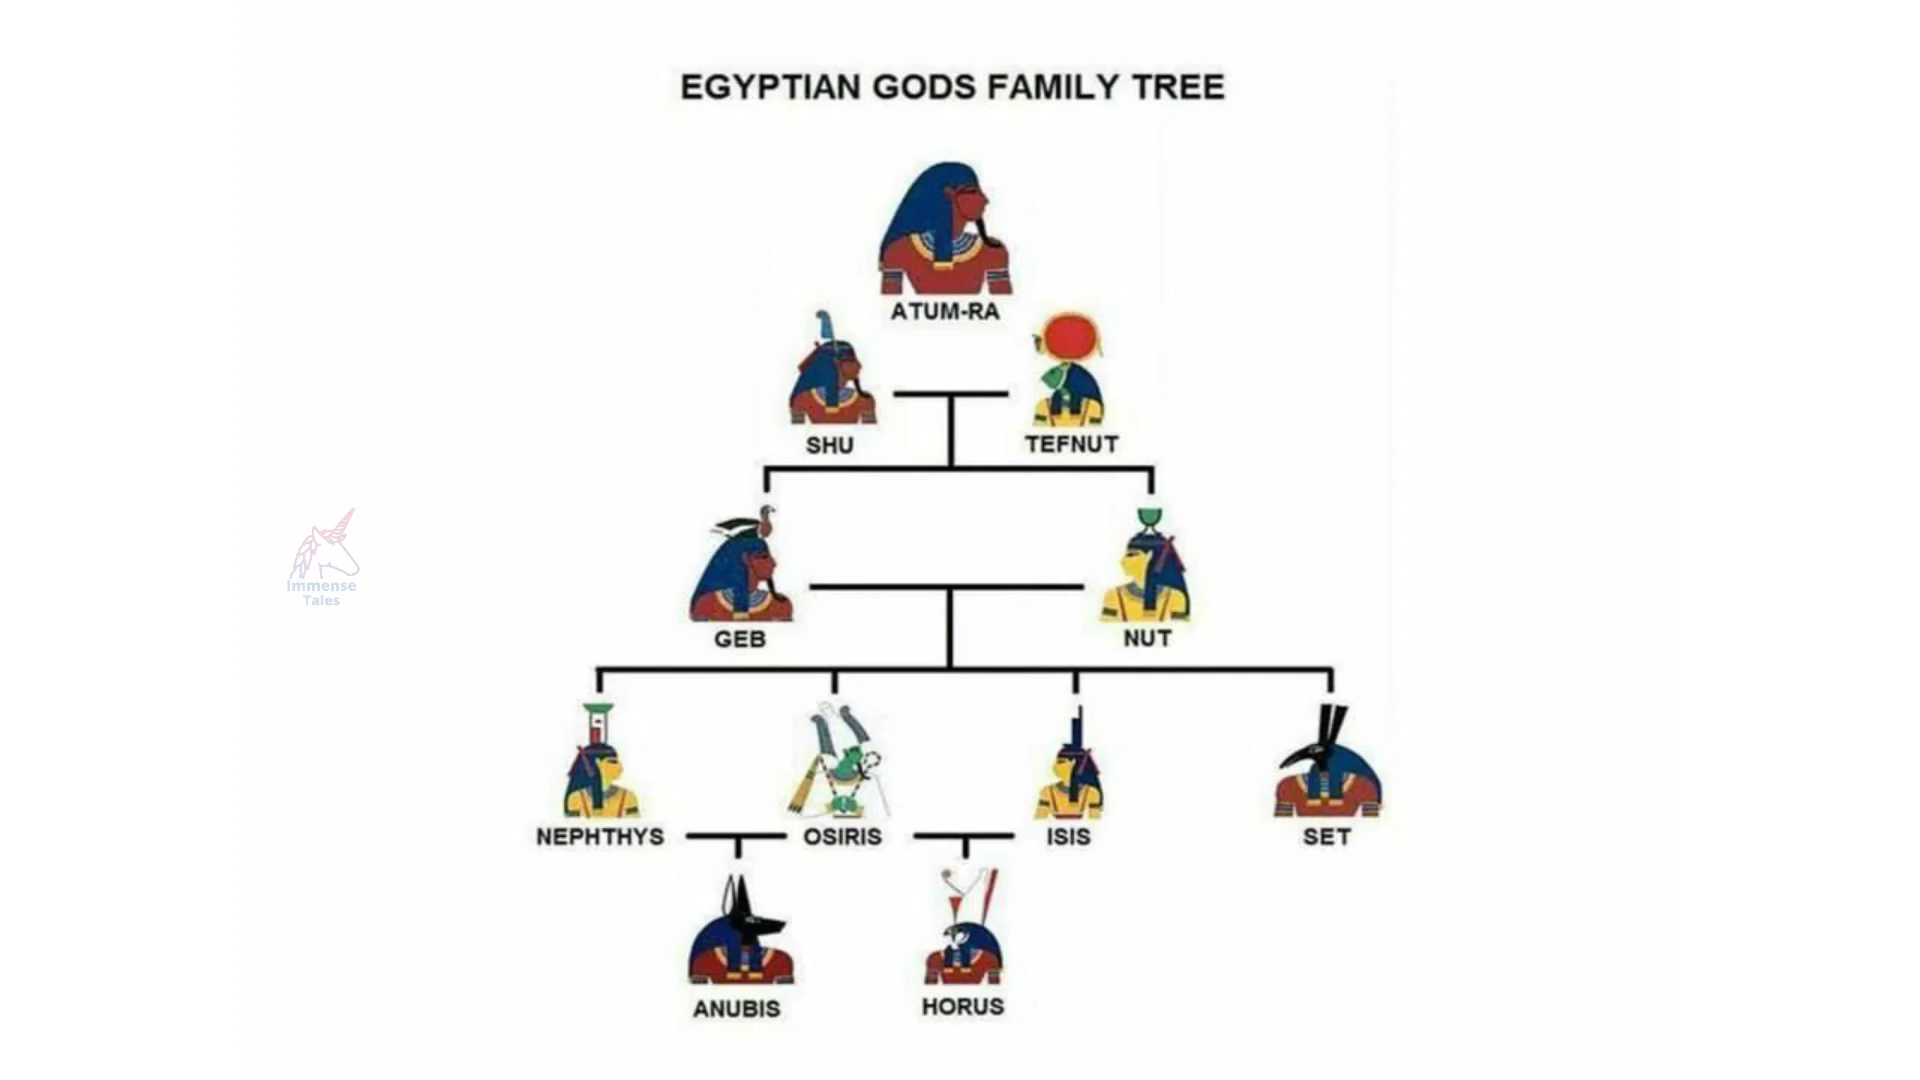 EGYPTIAN GODS FAMILY TREE
ATUM-RA
SHU
TEFNUT
GEB
NUT
NEPHTHYS
OSIRIS
ISIS
SET
ANUBIS
HORUS
Immense
Tales